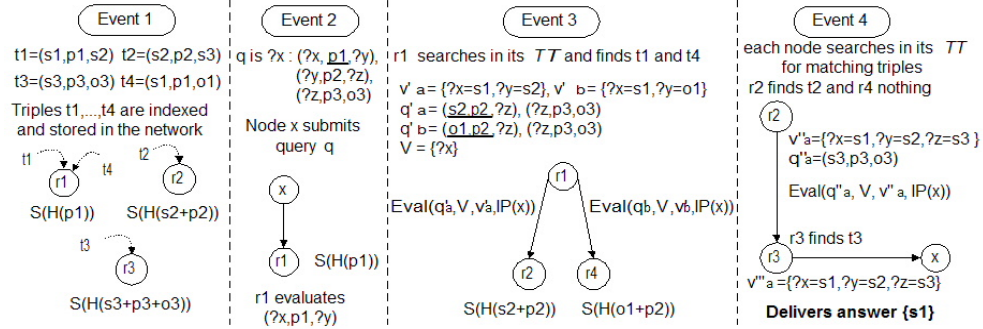 Event 1
t1=(s1,p1,s2) t2=(s2,p2,s3)
t3=(s3,p3,o3) t4=(s1,p1,o1)
Triples t1,...,t4 are indexed
and stored in the network
t1
t4
t2
r1
r2
S(H(p1))
S(H(s2+p2))
t3
r3
S(H(s3+p3+o3))
Event 2
q is ?x : (?x, p1,?y),
(?y,p2,?z),
(?z,p3,o3)
Node x submits
query q
x
r1
S(H(p1))
r1 evaluates
(?x,p1,?y)
Event 3
r1 searches in its TT and finds t1 and t4
v' a= {?x=s1,?y=s2}, v' b= {?x=s1,?y=o1}
q' a= (s2,p2,?z), (?z,p3,o3)
q' b= (o1,p2,?z), (?z,p3,o3)
V = {?x}
r1
Eval(q'a,V,v'a,IP(x))
Eval(q'b,V,v'b,IP(x))
r2
r4
S(H(s2+p2))
S(H(o1+p2))
Event 4
each node searches in its TT
for matching triples
r2 finds t2 and r4 nothing
r2
v''a={?x=s1,?y=s2,?z=s3 }
q''a=(s3,p3,o3)
Eval(q''a, V, v''a, IP(x))
r3 finds t3
r3
x
v'''a ={?x=s1,?y=s2,?z=s3}
Delivers answer {s1}